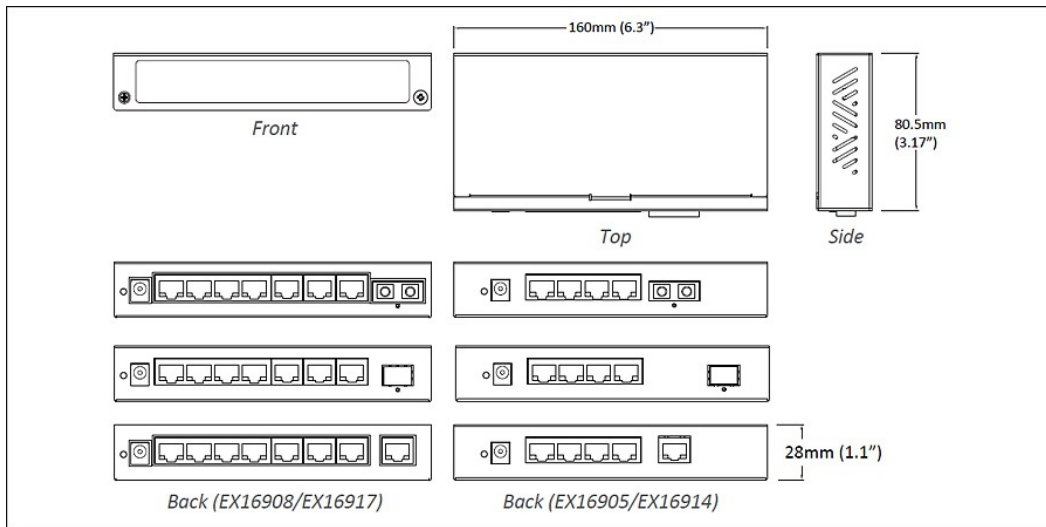 160mm (6.3”)
Front
80.5mm
(3.17”)
Top
Side
28mm (1.1”)
Back (EX16908/EX16917)
Back (EX16905/EX16914)